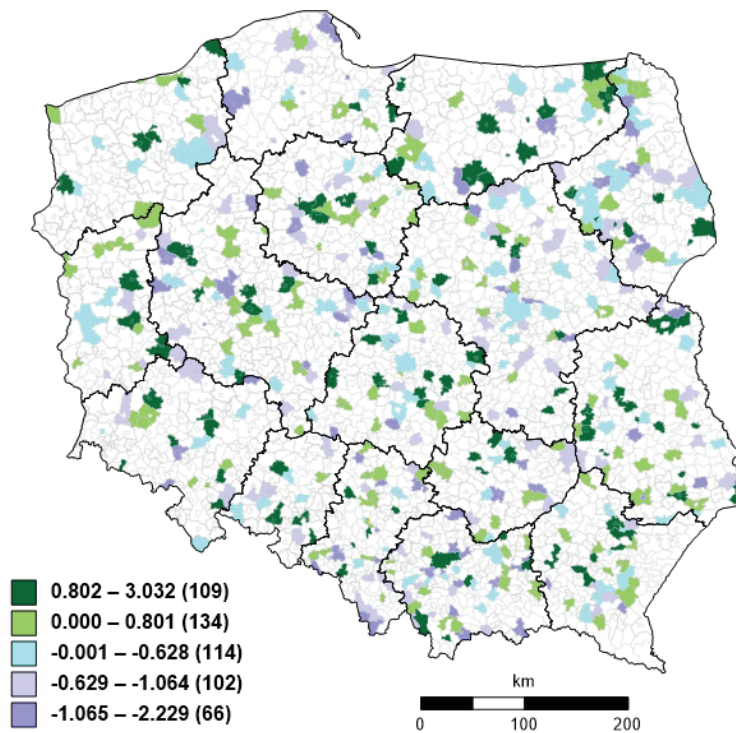 0.802 – 3.032 (109)
0.000 – 0.801 (134)
-0.001 – -0.628 (114)
-0.629 – -1.064 (102)
-1.065 – -2.229 (66)
km
0 100 200